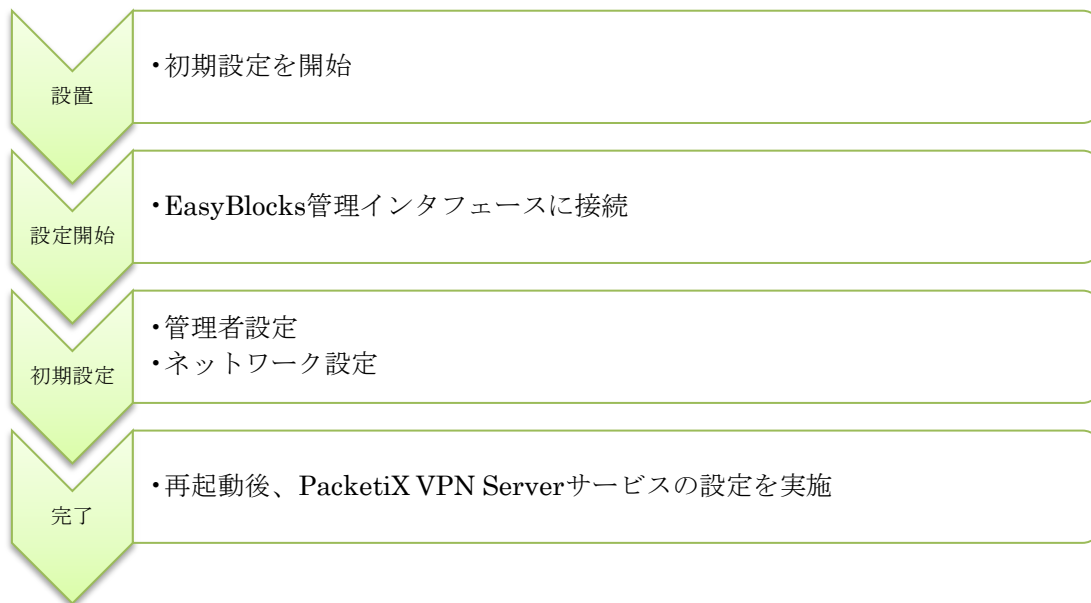 設置
・初期設定を開始
設定開始
・EasyBlocks管理インタフェースに接続
初期設定
・管理者設定
・ネットワーク設定
完了
・再起動後、PacketiX VPN Serverサービスの設定を実施